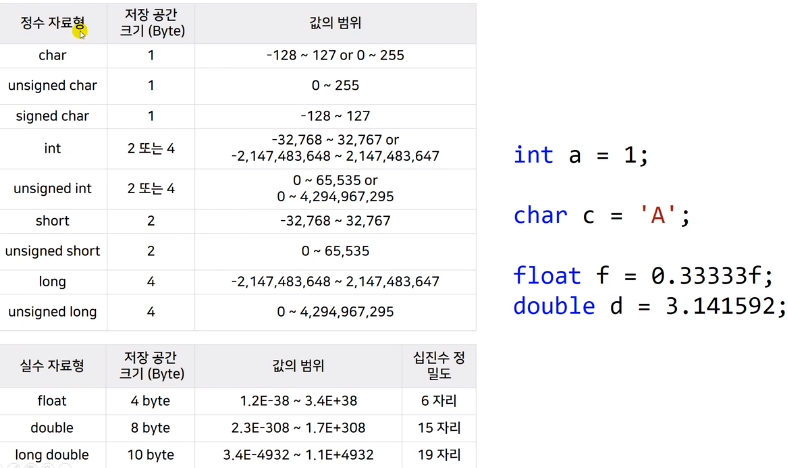 정수 자료형 저장 공간 크기 (Byte) 값의 범위
char 1 -128 ~ 127 or 0 ~ 255
unsigned char 1 0 ~ 255
signed char 1 -128 ~ 127
int 2 또는 4 -32,768 ~ 32,767 or
-2,147,483,648 ~ 2,147,483,647
unsigned int 2 또는 4 0 ~ 65,535 or
0 ~ 4,294,967,295
short 2 -32,768 ~ 32,767
unsigned short 2 0 ~ 65,535
long 4 -2,147,483,648 ~ 2,147,483,647
unsigned long 4 0 ~ 4,294,967,295
실수 자료형 저장 공간 크기 (Byte) 값의 범위 십진수 정밀도
float 4 byte 1.2E-38 ~ 3.4E+38 6 자리
double 8 byte 2.3E-308 ~ 1.7E+308 15 자리
long double 10 byte 3.4E-4932 ~ 1.1E+4932 19 자리
int a = 1;
char c = 'A';
float f = 0.33333f;
double d = 3.141592;